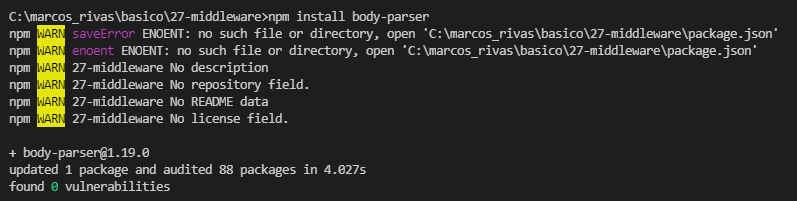 C:\marcos_rivas\basico\27-middleware>npm install body-parser
npm WARN saveError ENOENT: no such file or directory, open 'C:\marcos_rivas\basico\27-middleware\package.json'
npm WARN enoent ENOENT: no such file or directory, open 'C:\marcos_rivas\basico\27-middleware\package.json'
npm WARN 27-middleware No description
npm WARN 27-middleware No repository field.
npm WARN 27-middleware No README data
npm WARN 27-middleware No license field.
+ body-parser@1.19.0
updated 1 package and audited 88 packages in 4.027s
found 0 vulnerabilities